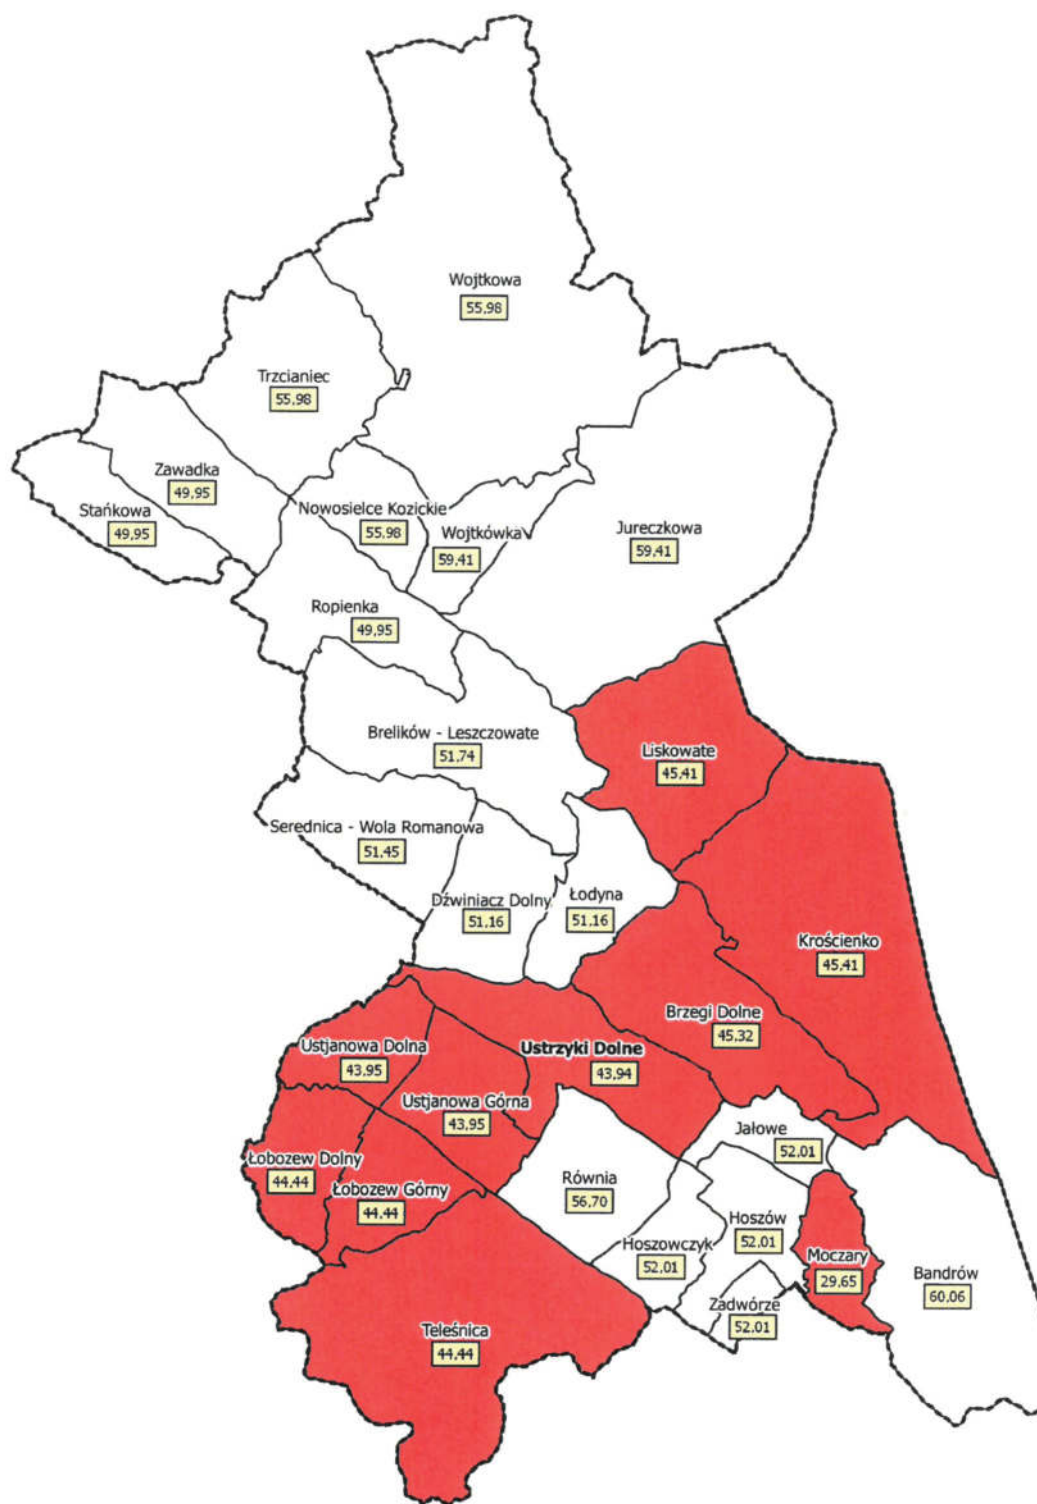 Wojtkowa
55,98
Trzcianiec
55,98
Zawadka
49,95
Stańkowa
49,95
Nowosielce Kozickie
55,98
Wojtkówka
59,41
Jureczkowa
59,41
Ropienka
49,95
Brelików - Leszczowate
51,74
Liskowate
45,41
Serednica - Wola Romanowa
51,45
Dźwiniacz Dolny
51,16
Łodyna
51,16
Krościenko
45,41
Brzegi Dolne
45,32
Ustjanowa Dolna
43,95
Ustrzyki Dolne
43,94
Ustjanowa Górna
43,95
Jałowe
52,01
Łobozew Dolny
44,44
Łobozew Górny
44,44
Równia
56,70
Hoszów
52,01
Hoszowczyk
52,01
Moczary
29,65
Bandrów
60,06
Zadwórze
52,01
Teleśnica
44,44